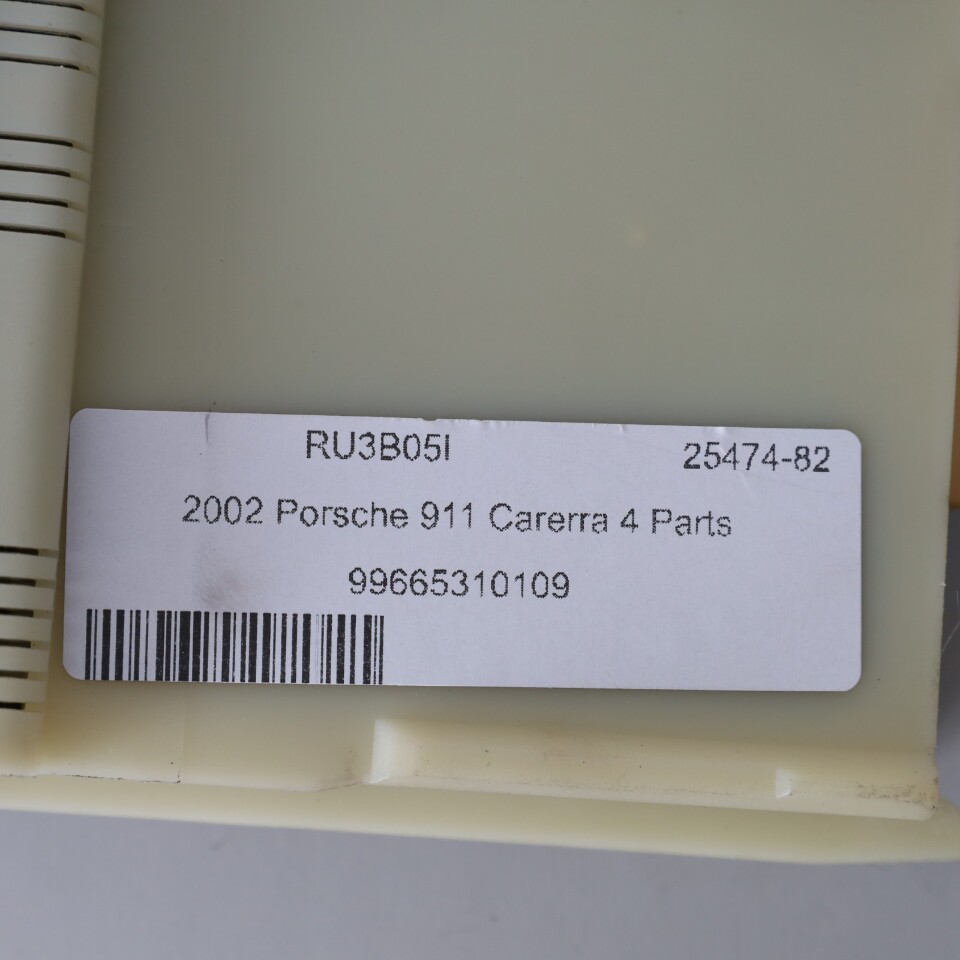 RU3B05I 25474-82
2002 Porsche 911 Carerra 4 Parts
99665310109